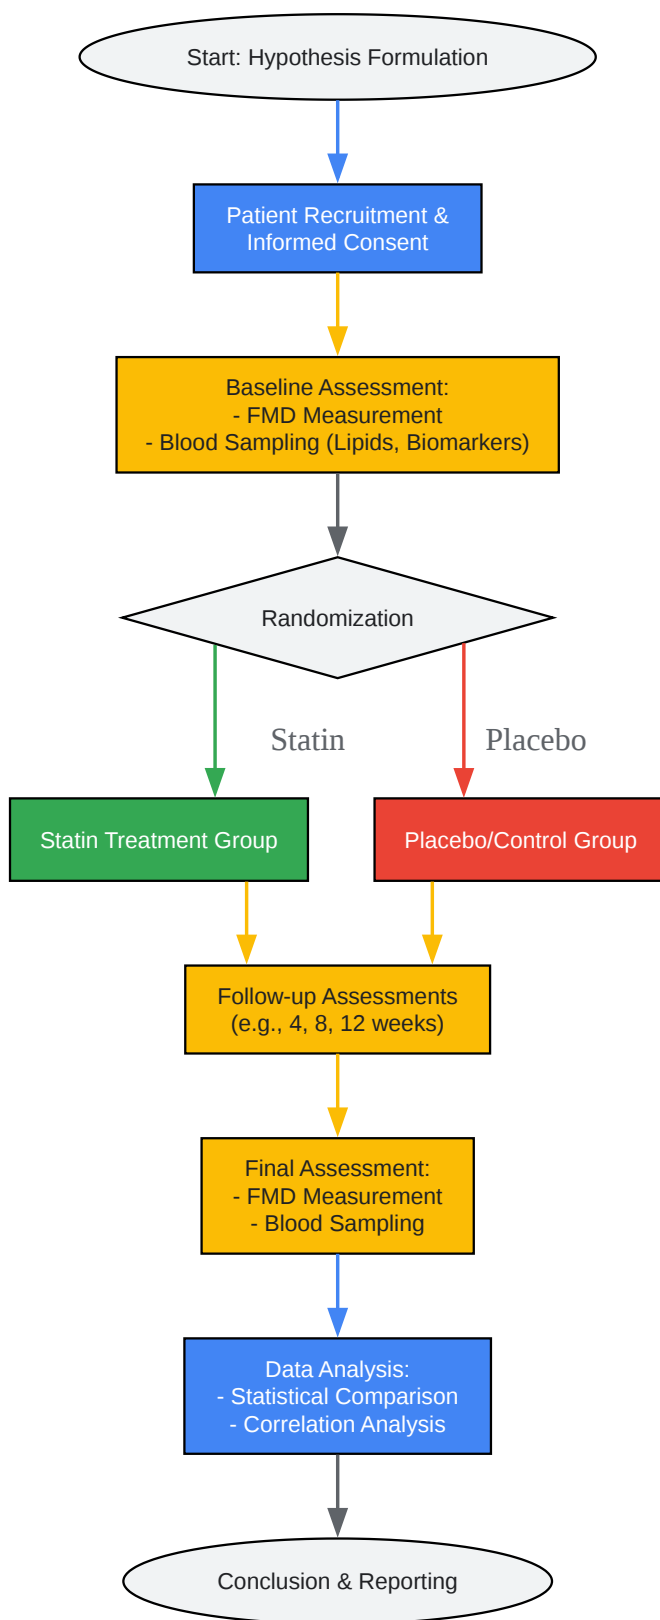 Start: Hypothesis Formulation
Patient Recruitment &
Informed Consent
Baseline Assessment:
- FMD Measurement
- Blood Sampling (Lipids, Biomarkers)
Randomization
Statin
Placebo
Statin Treatment Group
Placebo/Control Group
Follow-up Assessments
(e.g., 4, 8, 12 weeks)
Final Assessment:
- FMD Measurement
- Blood Sampling
Data Analysis:
- Statistical Comparison
- Correlation Analysis
Conclusion & Reporting